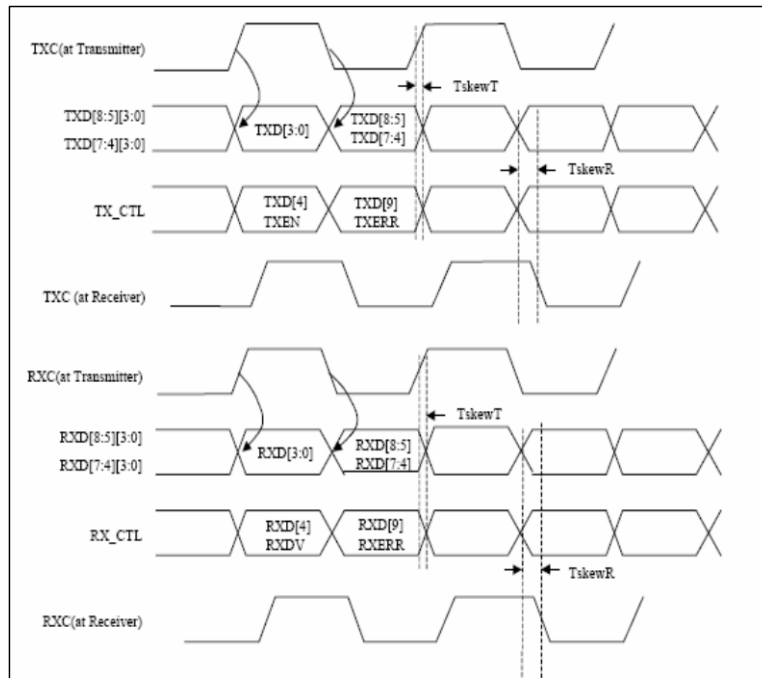 TXC(at Transmitter)
TskewT
TXD[8:5][3:0]
TXD[7:4][3:0]
TXD[3:0]
TXD[8:5]
TXD[7:4]
TskewR
TX_CTL
TXD[4]
TXEN
TXD[9]
TXERR
TXC (at Receiver)
RXC(at Transmitter)
TskewT
RXD[8:5][3:0]
RXD[7:4][3:0]
RXD[3:0]
RXD[8:5]
RXD[7:4]
RX_CTL
RXD[4]
RXDV
RXD[9]
RXERR
TskewR
RXC(at Receiver)